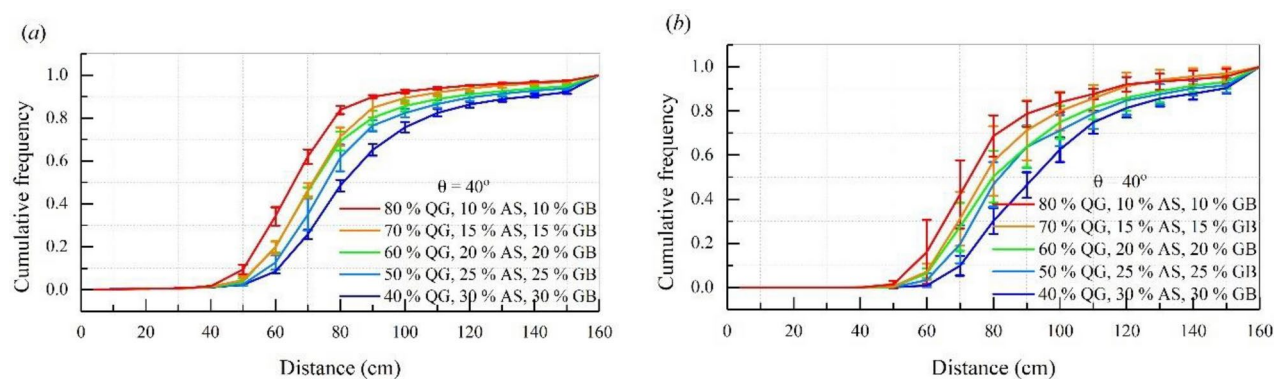 (a)
Cumulative frequency
1.0
0.8
0.6
0.4
0.2
0.0
θ = 40°
80 % QG, 10 % AS, 10 % GB
70 % QG, 15 % AS, 15 % GB
60 % QG, 20 % AS, 20 % GB
50 % QG, 25 % AS, 25 % GB
40 % QG, 30 % AS, 30 % GB
0 20 40 60 80 100 120 140 160
Distance (cm)
(b)
Cumulative frequency
1.0
0.8
0.6
0.4
0.2
0.0
θ = 40°
80 % QG, 10 % AS, 10 % GB
70 % QG, 15 % AS, 15 % GB
60 % QG, 20 % AS, 20 % GB
50 % QG, 25 % AS, 25 % GB
40 % QG, 30 % AS, 30 % GB
0 20 40 60 80 100 120 140 160
Distance (cm)